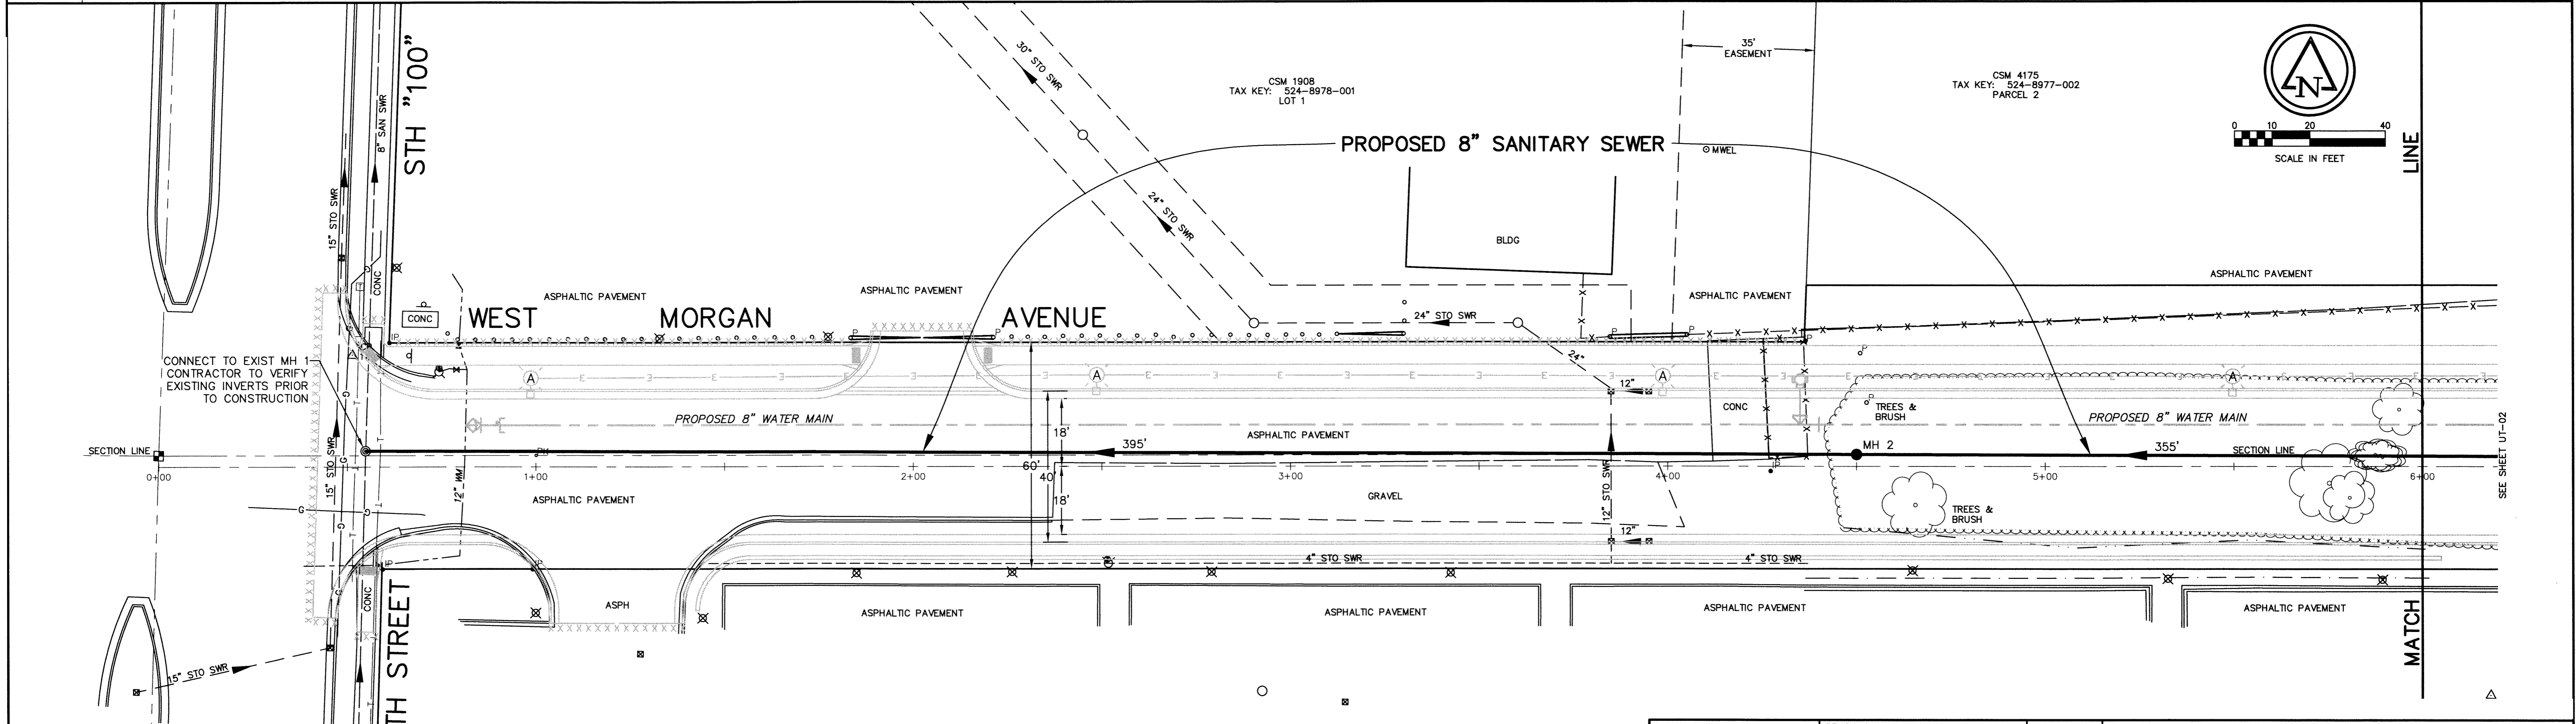 30" STO SWR
35'
EASEMENT
CSM 1908
TAX KEY: 524-8978-001
LOT 1
CSM 4175
TAX KEY: 524-8977-002
PARCEL 2
N
0 10 20 40
SCALE IN FEET
STH "100"
8" SAN SWR
15" STO SWR
PROPOSED 8" SANITARY SEWER
MWEL
LINE
24" STO SWR
BLDG
CONC
CONC
ASPHALTIC PAVEMENT
ASPHALTIC PAVEMENT
ASPHALTIC PAVEMENT
ASPHALTIC PAVEMENT
WEST MORGAN AVENUE
24" STO SWR
24"
CONNECT TO EXIST MH 1
CONTRACTOR TO VERIFY
EXISTING INVERTS PRIOR
TO CONSTRUCTION
A
A
A
A
12"
PROPOSED 8" WATER MAIN
18'
ASPHALTIC PAVEMENT
CONC
TREES &
BRUSH
PROPOSED 8" WATER MAIN
SECTION LINE
395'
MH 2
355'
SECTION LINE
SEE SHEET UT-02
0+00
1+00
2+00
60'
40'
3+00
4+00
5+00
6+00
15" STO SWR
12" WM
ASPHALTIC PAVEMENT
18'
GRAVEL
12" STO SWR
12" STO SWR
TREES &
BRUSH
12"
4" STO SWR
4" STO SWR
CONC
ASPH
ASPHALTIC PAVEMENT
ASPHALTIC PAVEMENT
ASPHALTIC PAVEMENT
ASPHALTIC PAVEMENT
15" STO SWR
TH STREET
MATCH